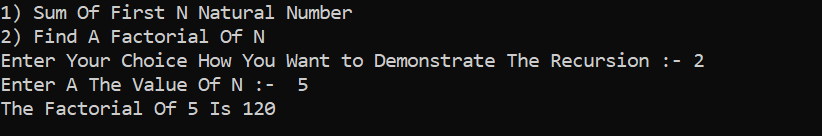 1) Sum Of First N Natural Number
2) Find A Factorial Of N
Enter Your Choice How You Want to Demonstrate The Recursion :- 2
Enter A The Value Of N :-  5
The Factorial Of 5 Is 120